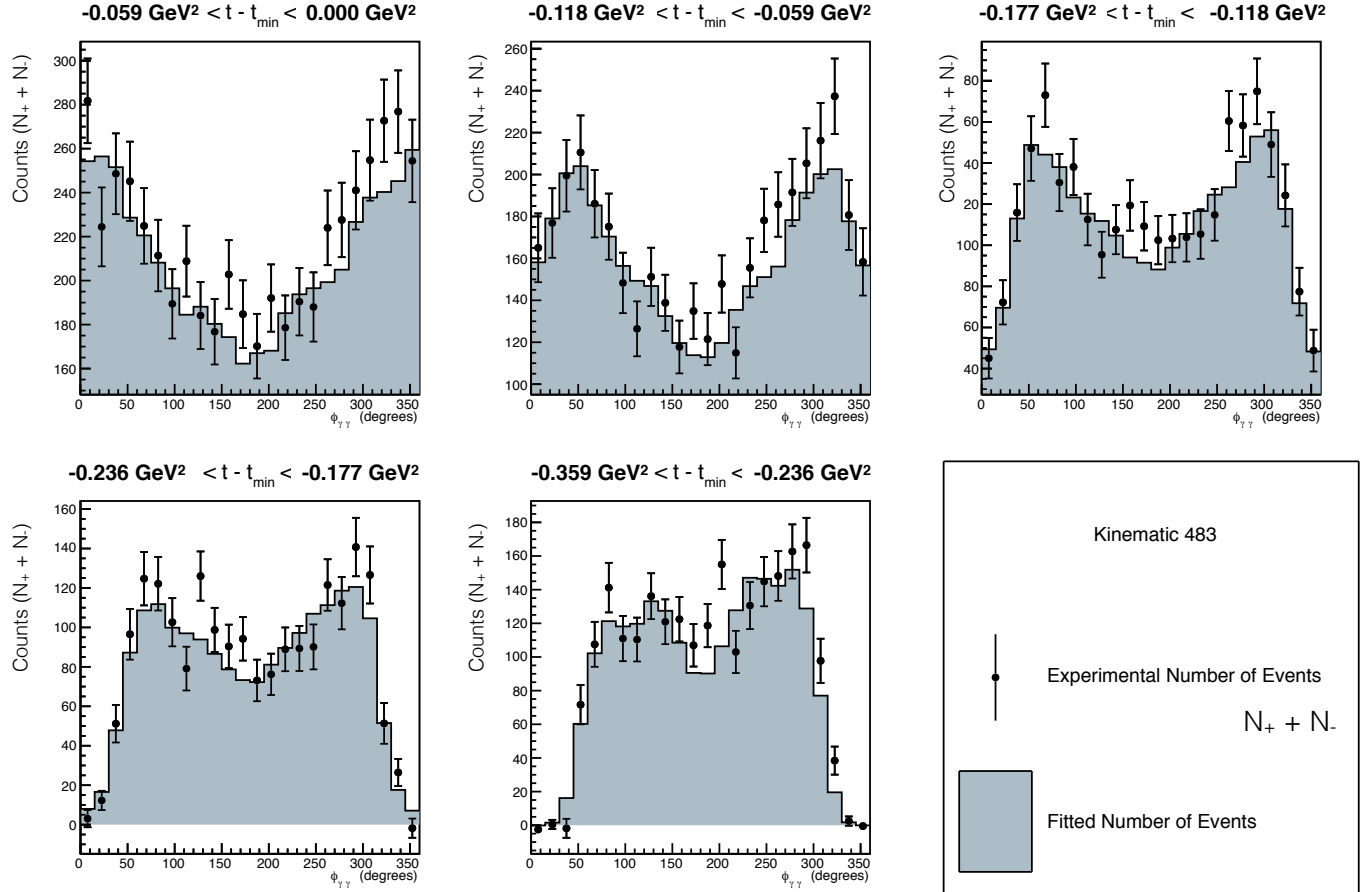 -0.059 GeV² < t - tmin < 0.000 GeV²
-0.118 GeV² < t - tmin < -0.059 GeV²
-0.177 GeV² < t - tmin < -0.118 GeV²
Counts (N₊ + N₋)
300
280
260
240
220
200
180
160
0 50 100 150 200 250 300 350
ϕγγ (degrees)
Counts (N₊ + N₋)
260
240
220
200
180
160
140
120
100
0 50 100 150 200 250 300 350
ϕγγ (degrees)
Counts (N₊ + N₋)
80
60
40
20
100
80
60
40
0 50 100 150 200 250 300 350
ϕγγ (degrees)
-0.236 GeV² < t - tmin < -0.177 GeV²
-0.359 GeV² < t - tmin < -0.236 GeV²
Counts (N₊ + N₋)
160
140
120
100
80
60
40
20
0
0 50 100 150 200 250 300 350
ϕγγ (degrees)
Counts (N₊ + N₋)
180
160
140
120
100
80
60
40
20
0
0 50 100 150 200 250 300 350
ϕγγ (degrees)
Kinematic 483
Experimental Number of Events
N₊ + N₋
Fitted Number of Events